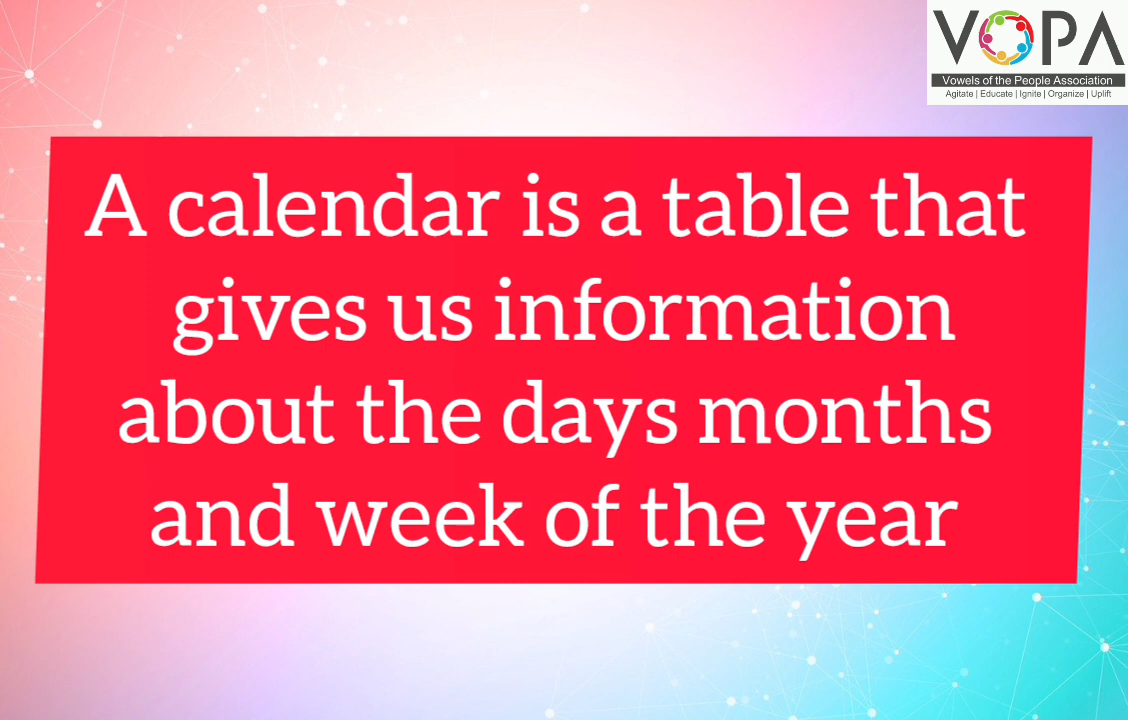 VOPA
Vowels of the People Association
Agitate | Educate | Ignite | Organize | Uplift
A calendar is a table that
gives us information
about the days months
and week of the year